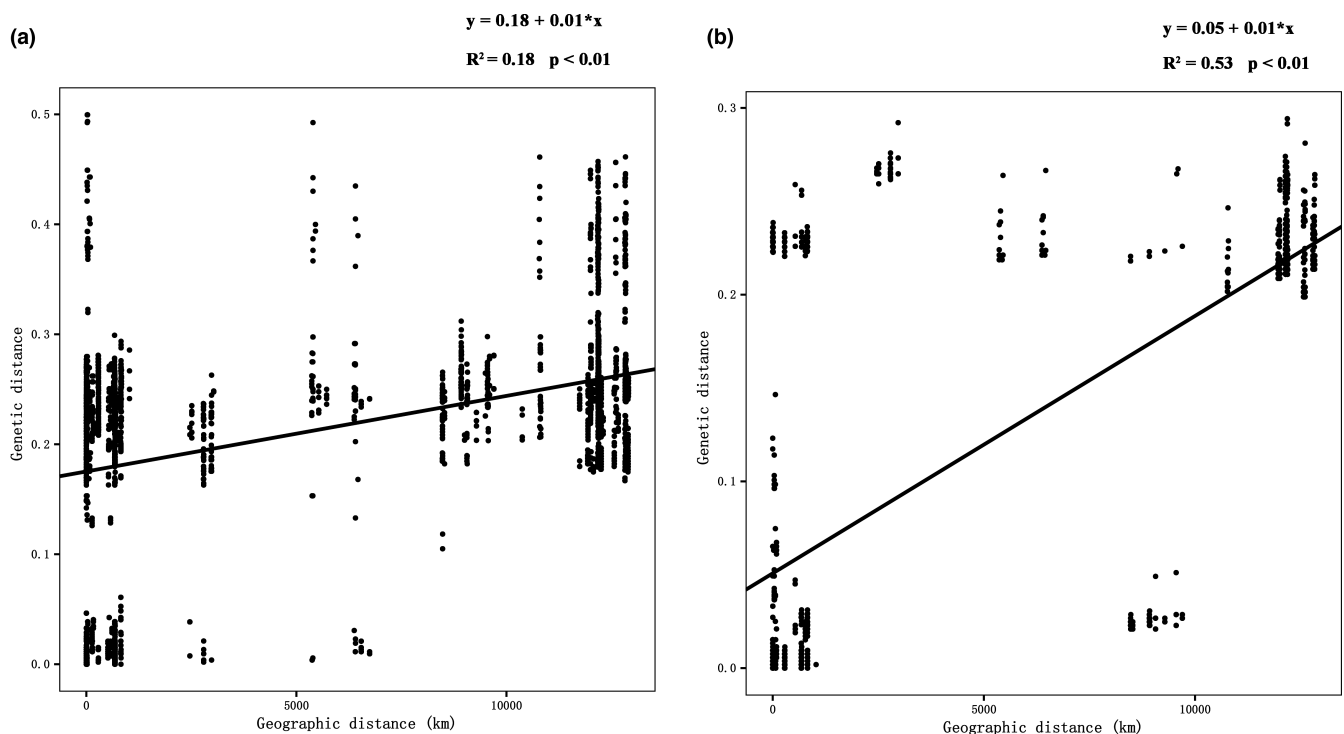 (a)
y = 0.18 + 0.01*x
R² = 0.18 p < 0.01
0.5
0.4
0.3
0.2
0.1
0.0
Genetic distance
0
5000
10000
Geographic distance (km)
(b)
y = 0.05 + 0.01*x
R² = 0.53 p < 0.01
0.3
0.2
0.1
0.0
Genetic distance
0
5000
10000
Geographic distance (km)